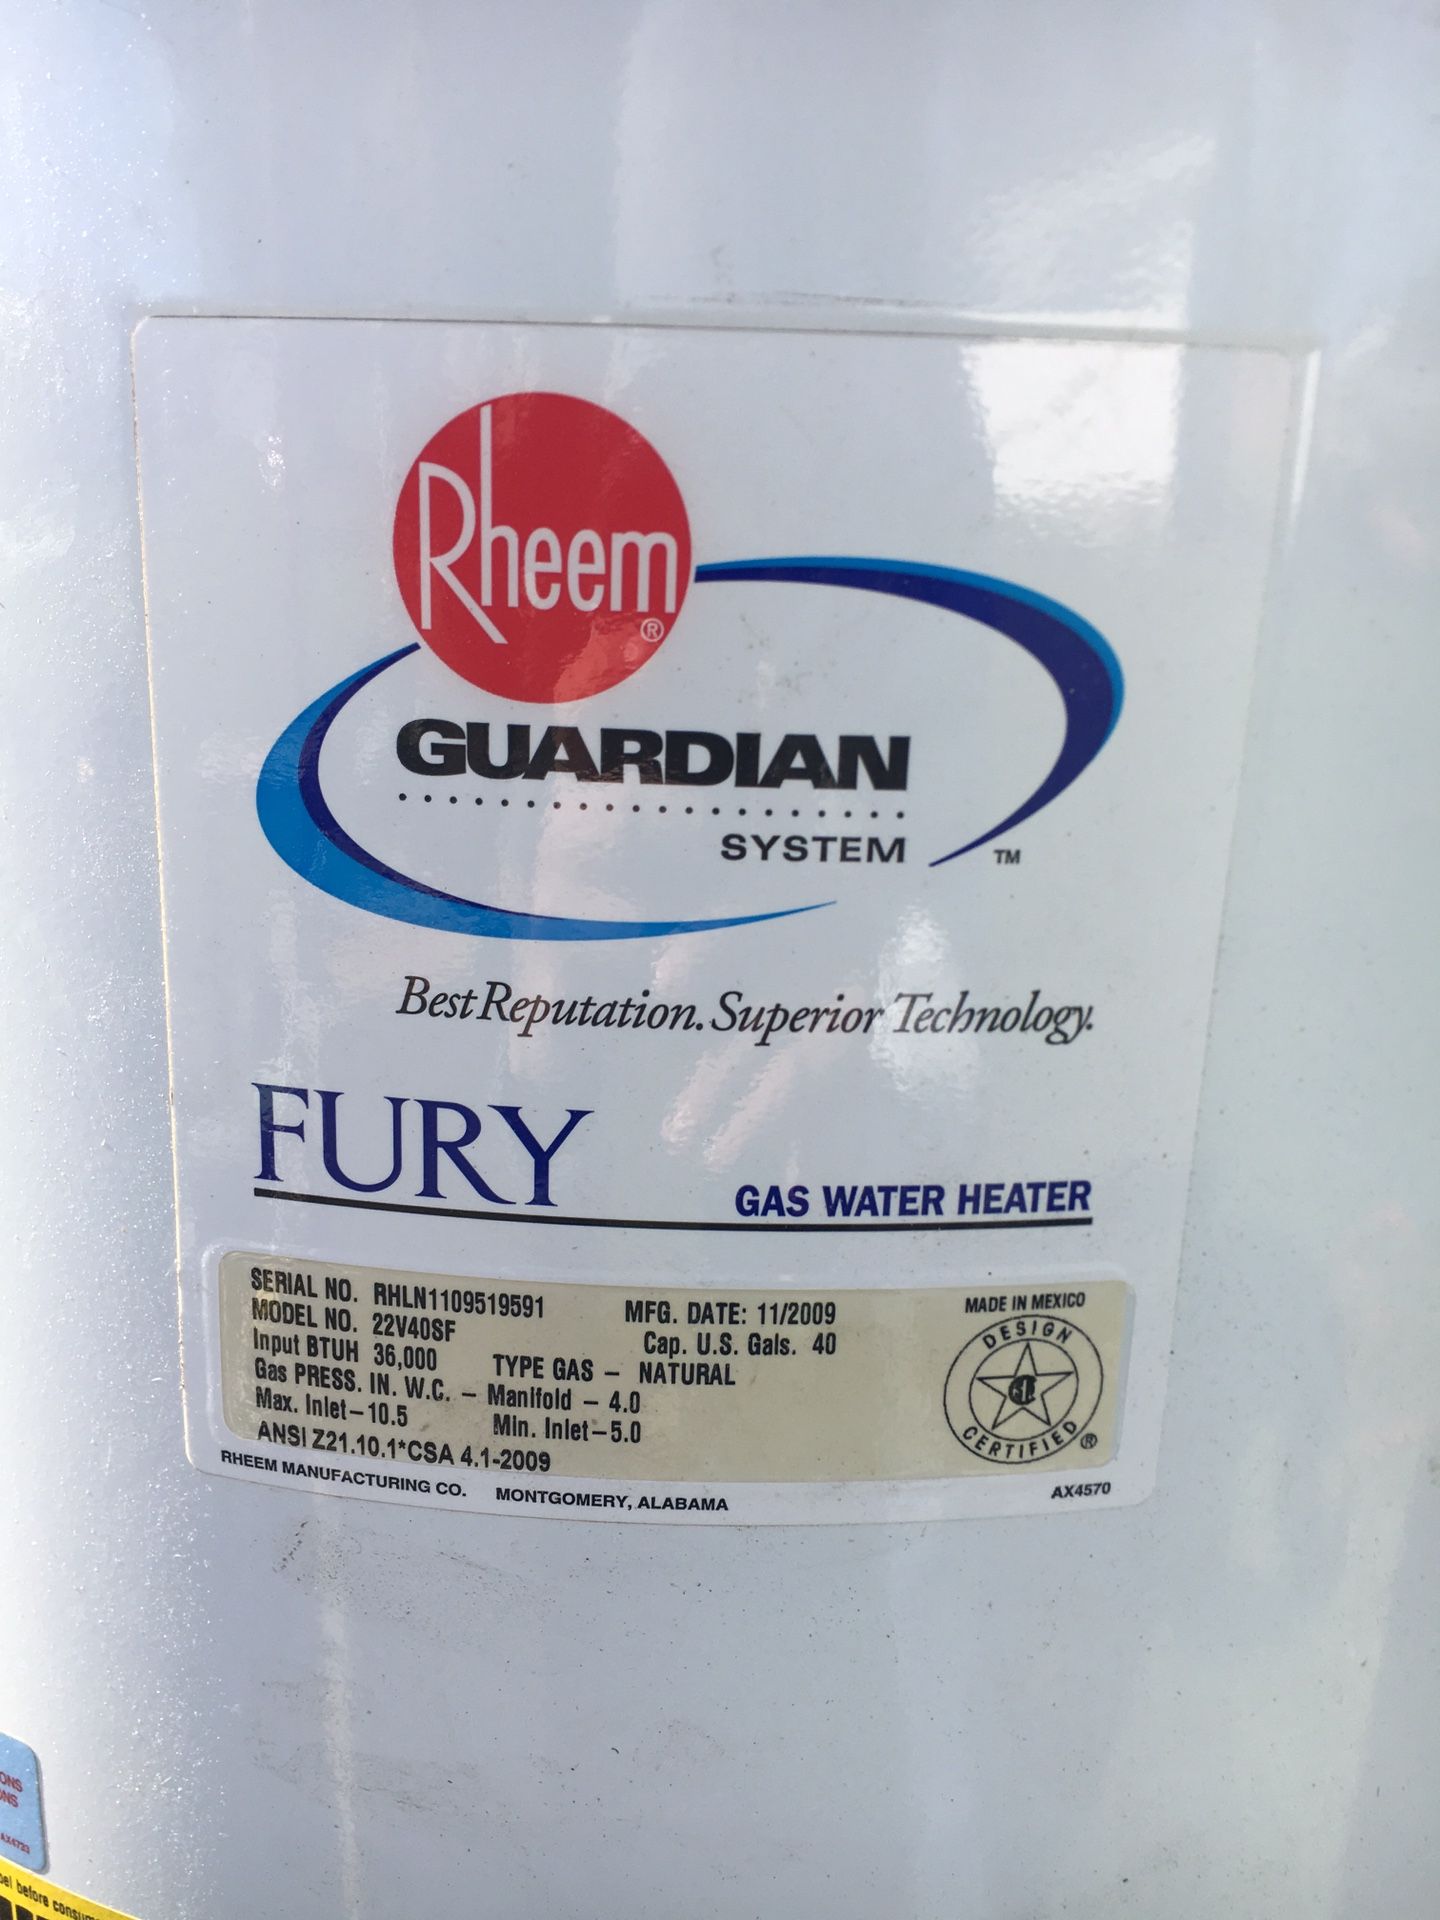 Rheem®
GUARDIAN
SYSTEM ™
Best Reputation. Superior Technology.
FURY
GAS WATER HEATER
SERIAL NO. RHLN1109519591 MFG. DATE: 11/2009
MODEL NO. 22V40SF Cap. U.S. Gals. 40
Input BTUH 36,000 TYPE GAS – NATURAL
Gas PRESS. IN. W.C. – Manifold – 4.0
Max. Inlet–10.5 Min. Inlet–5.0
ANSI Z21.10.1*CSA 4.1-2009
MADE IN MEXICO
DESIGN
CERTIFIED ®
RHEEM MANUFACTURING CO. MONTGOMERY, ALABAMA
AX4570
AX4723
before